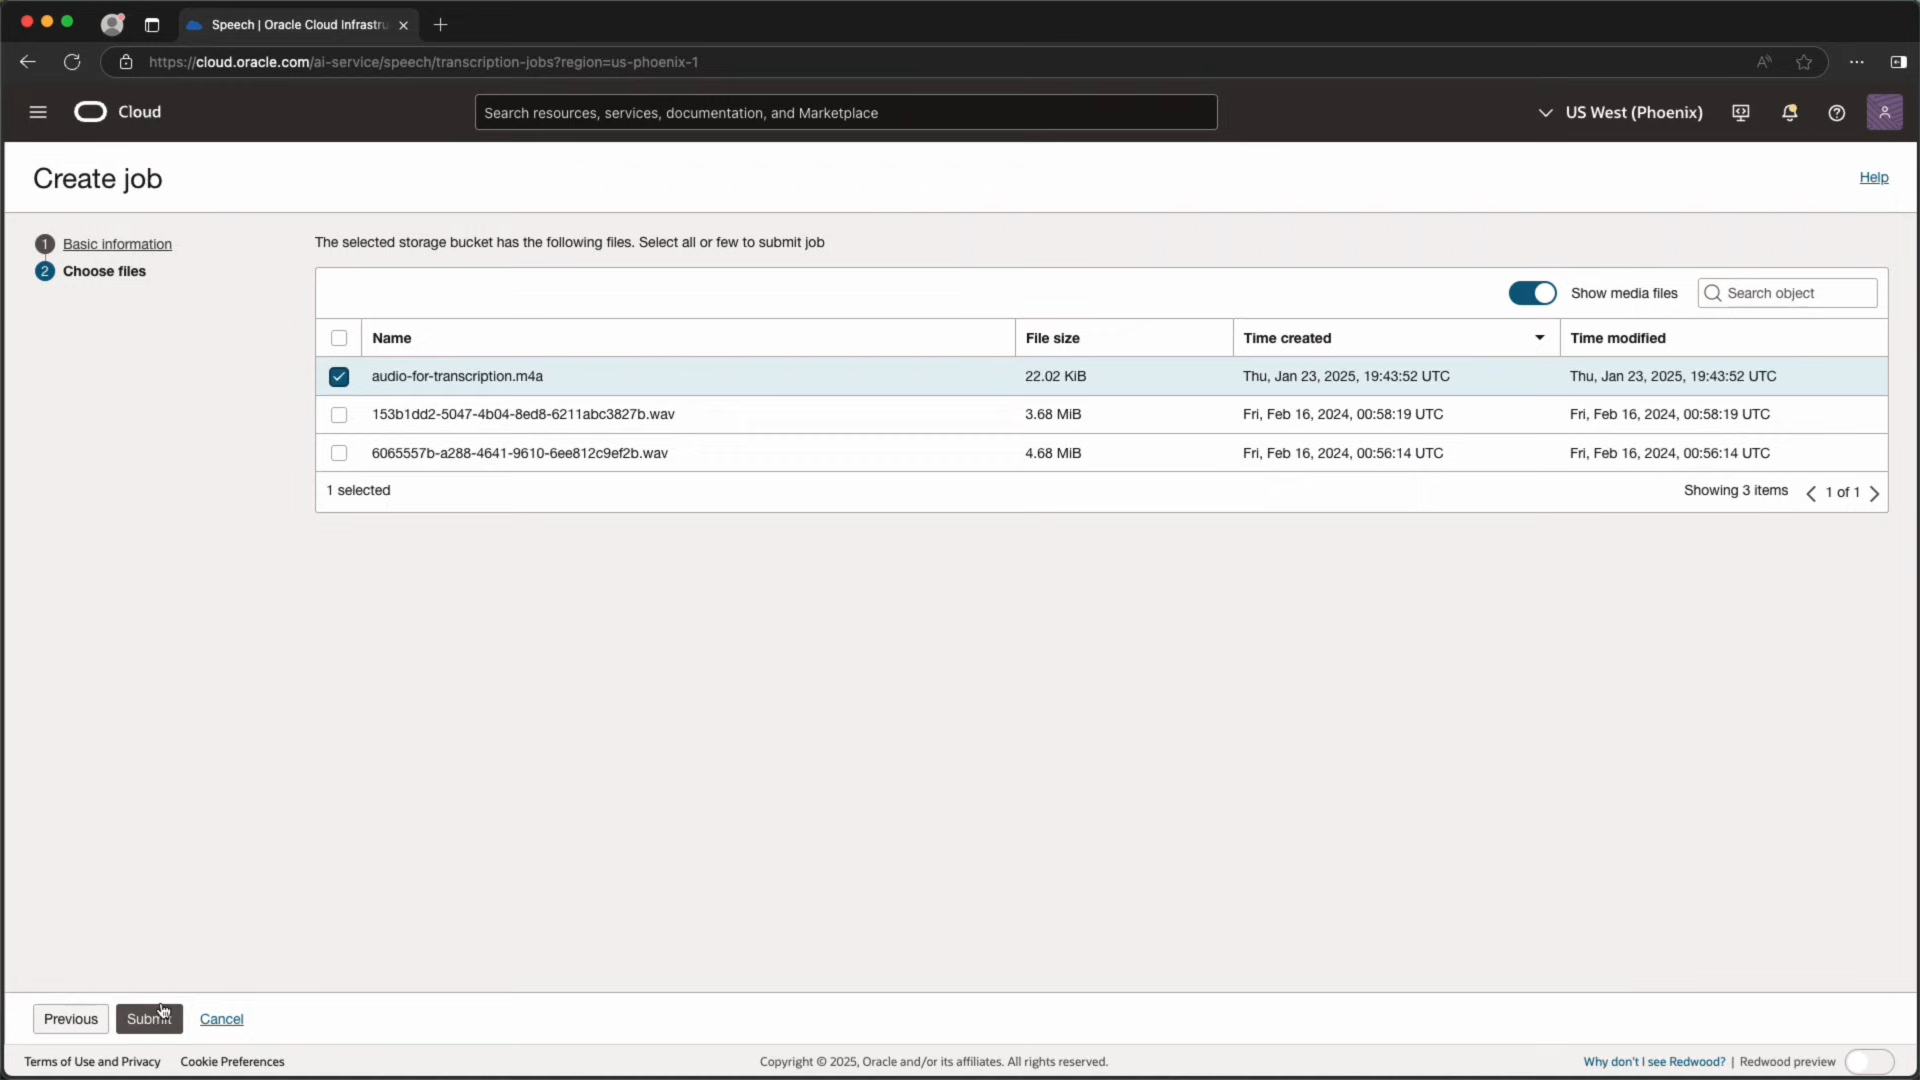 Speech | Oracle Cloud Infrastru
https://cloud.oracle.com/ai-service/speech/transcription-jobs?region=us-phoenix-1
Cloud
Search resources, services, documentation, and Marketplace
US West (Phoenix)
Create job
Help
1 Basic information
2 Choose files
The selected storage bucket has the following files. Select all or few to submit job
Show media files
Search object
Name File size Time created Time modified
audio-for-transcription.m4a 22.02 KiB Thu, Jan 23, 2025, 19:43:52 UTC Thu, Jan 23, 2025, 19:43:52 UTC
153b1dd2-5047-4b04-8ed8-6211abc3827b.wav 3.68 MiB Fri, Feb 16, 2024, 00:58:19 UTC Fri, Feb 16, 2024, 00:58:19 UTC
6065557b-a288-4641-9610-6ee812c9ef2b.wav 4.68 MiB Fri, Feb 16, 2024, 00:56:14 UTC Fri, Feb 16, 2024, 00:56:14 UTC
1 selected
Showing 3 items 1 of 1
Previous Submit Cancel
Terms of Use and Privacy Cookie Preferences
Copyright © 2025, Oracle and/or its affiliates. All rights reserved.
Why don't I see Redwood? | Redwood preview